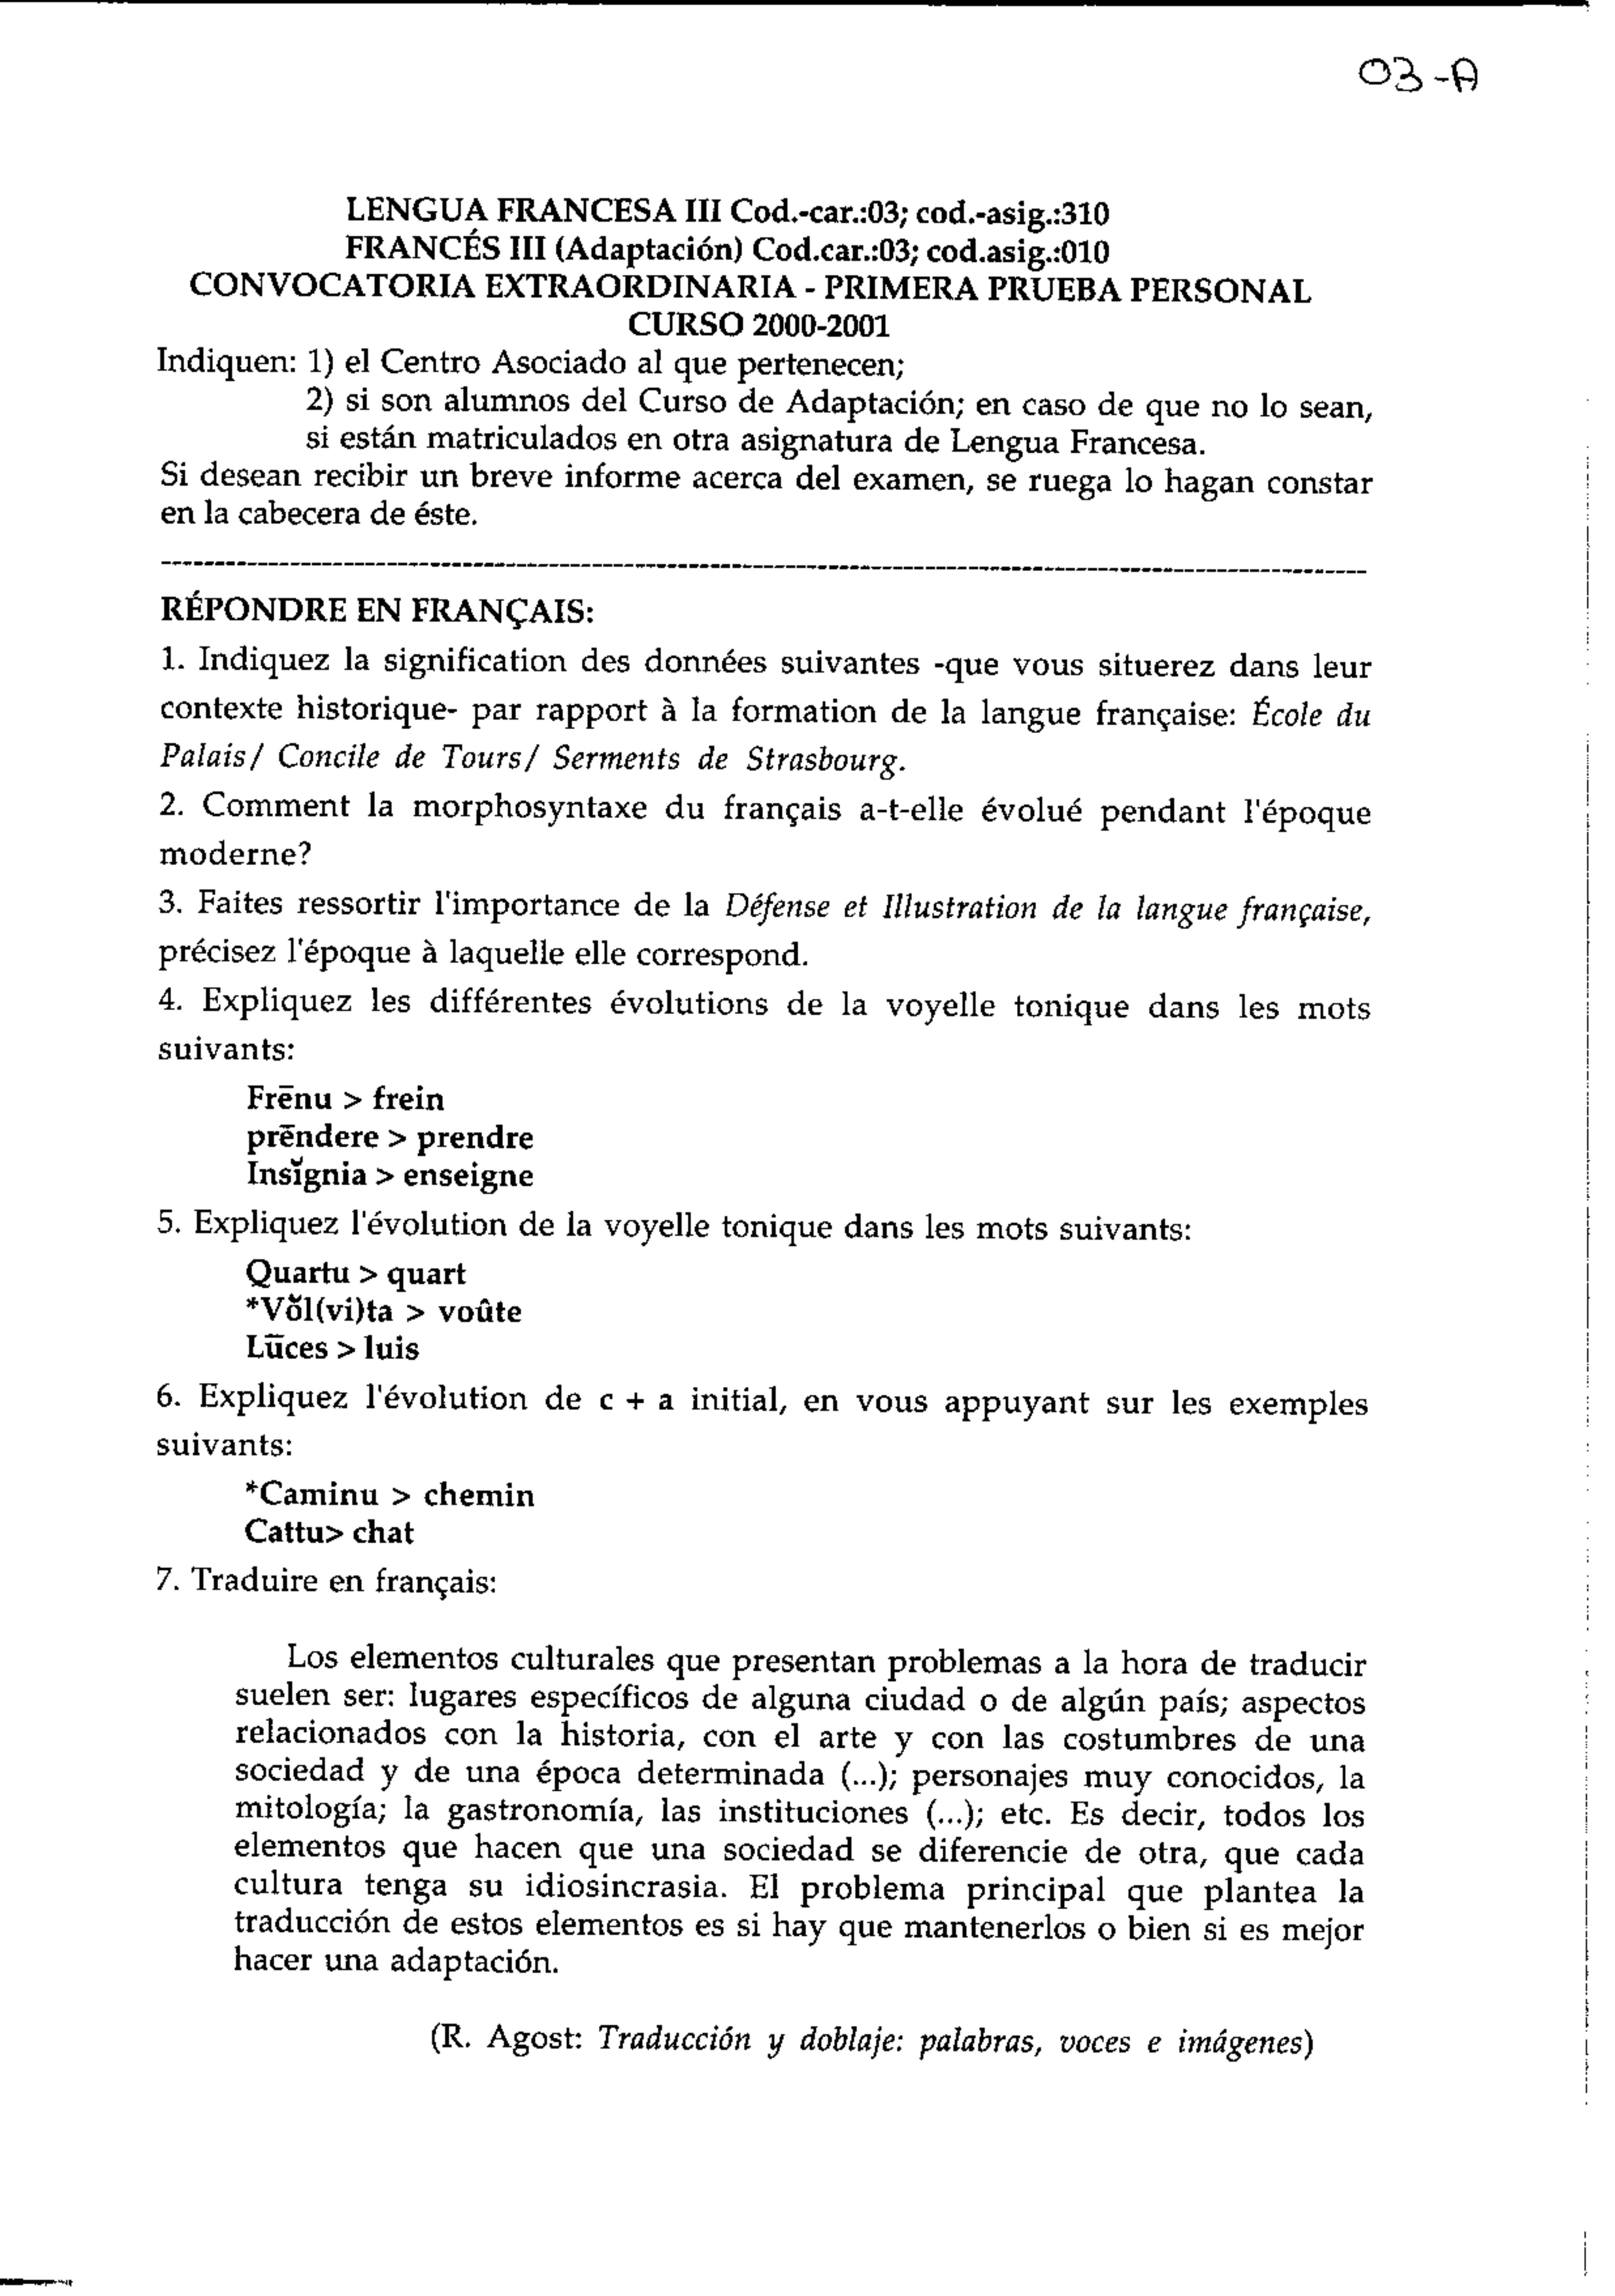 03-A
LENGUA FRANCESA III Cod.-car.:03; cod.-asig.:310
FRANCÉS III (Adaptación) Cod.car.:03; cod.asig.:010
CONVOCATORIA EXTRAORDINARIA - PRIMERA PRUEBA PERSONAL
CURSO 2000-2001
Indiquen: 1) el Centro Asociado al que pertenecen;
2) si son alumnos del Curso de Adaptación; en caso de que no lo sean,
si están matriculados en otra asignatura de Lengua Francesa.
Si desean recibir un breve informe acerca del examen, se ruega lo hagan constar
en la cabecera de éste.
RÉPONDRE EN FRANÇAIS:
1. Indiquez la signification des données suivantes -que vous situerez dans leur
contexte historique- par rapport à la formation de la langue française: École du
Palais/ Concile de Tours/ Serments de Strasbourg.
2. Comment la morphosyntaxe du français a-t-elle évolué pendant l'époque
moderne?
3. Faites ressortir l'importance de la Défense et Illustration de la langue française,
précisez l'époque à laquelle elle correspond.
4. Expliquez les différentes évolutions de la voyelle tonique dans les mots
suivants:
Frēnu > frein
prēndere > prendre
Insĭgnia > enseigne
5. Expliquez l'évolution de la voyelle tonique dans les mots suivants:
Quartu > quart
*Vŏl(vi)ta > voûte
Lūces > luis
6. Expliquez l'évolution de c + a initial, en vous appuyant sur les exemples
suivants:
*Caminu > chemin
Cattu> chat
7. Traduire en français:
Los elementos culturales que presentan problemas a la hora de traducir
suelen ser: lugares específicos de alguna ciudad o de algún país; aspectos
relacionados con la historia, con el arte y con las costumbres de una
sociedad y de una época determinada (...); personajes muy conocidos, la
mitología; la gastronomía, las instituciones (...); etc. Es decir, todos los
elementos que hacen que una sociedad se diferencie de otra, que cada
cultura tenga su idiosincrasia. El problema principal que plantea la
traducción de estos elementos es si hay que mantenerlos o bien si es mejor
hacer una adaptación.
(R. Agost: Traducción y doblaje: palabras, voces e imágenes)